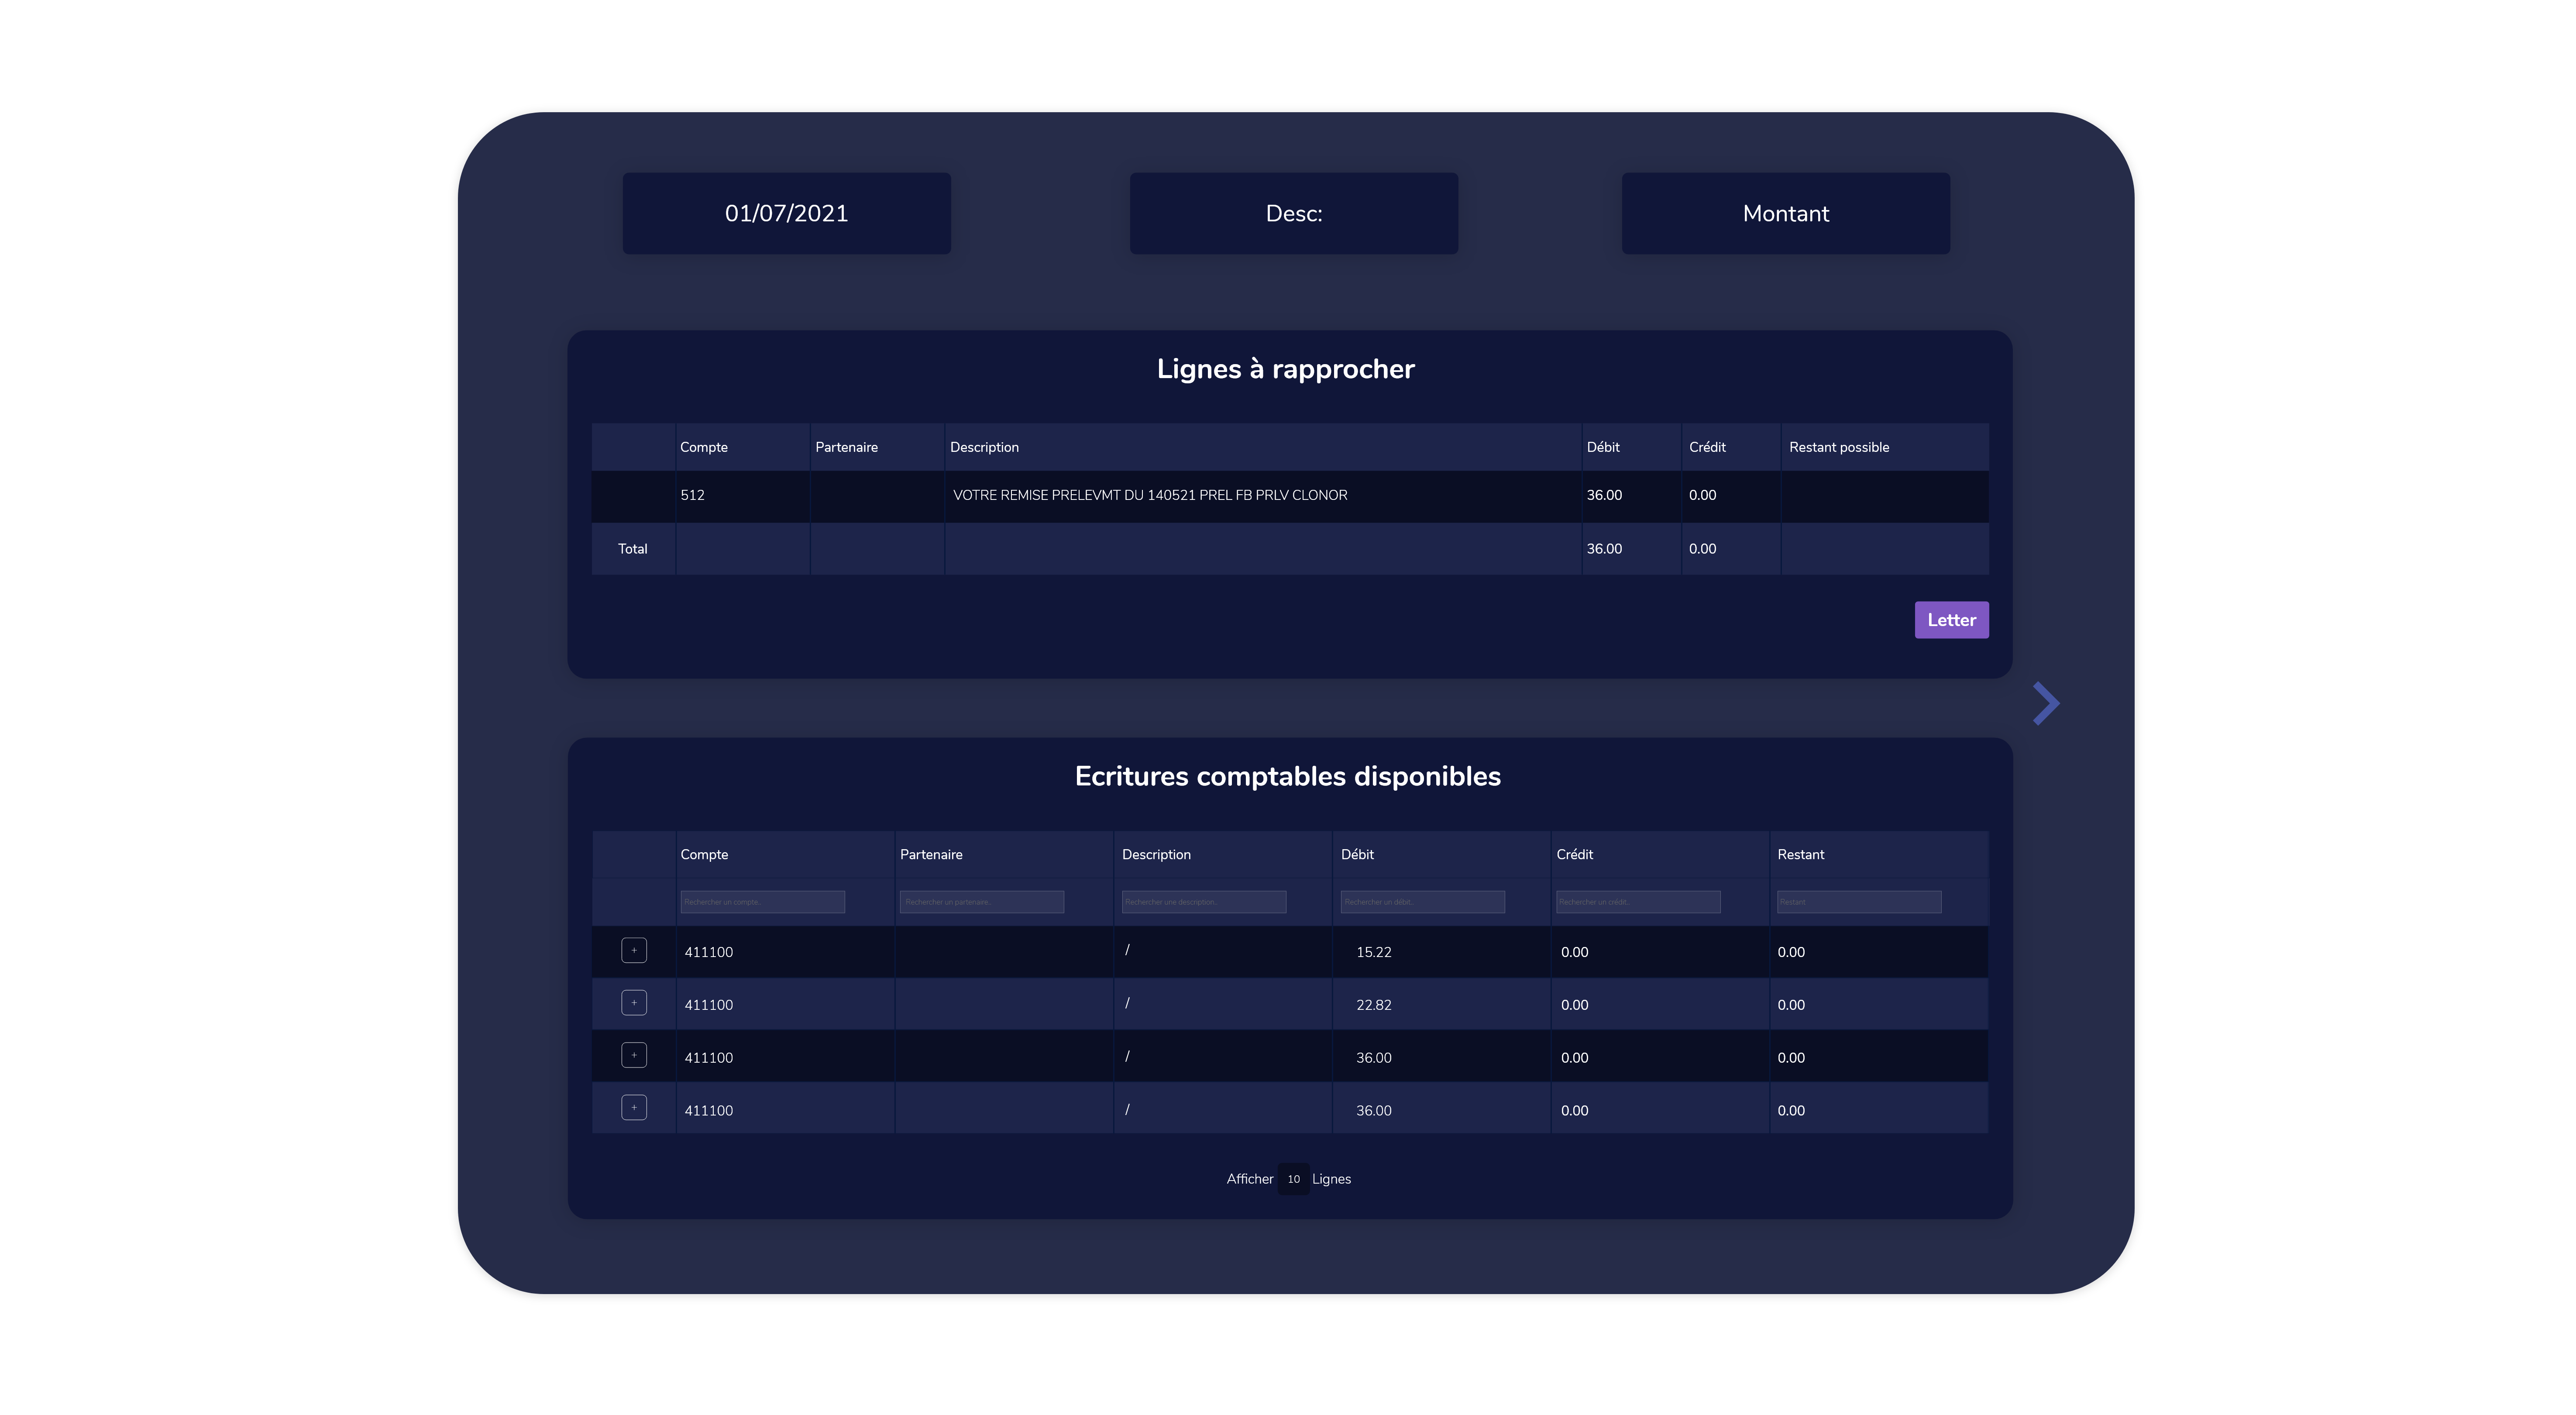 01/07/2021 Desc: Montant
Lignes à rapprocher
Compte Partenaire Description Débit Crédit Restant possible
512 VOTRE REMISE PRELEVMT DU 140521 PREL FB PRLV CLONOR 36.00 0.00
Total 36.00 0.00
Letter
Ecritures comptables disponibles
Compte Partenaire Description Débit Crédit Restant
Rechercher un compte.. Rechercher un partenaire... Rechercher une description.. Rechercher un débit.. Rechercher un crédit.. Restant
+ 411100 / 15.22 0.00 0.00
+ 411100 / 22.82 0.00 0.00
+ 411100 / 36.00 0.00 0.00
+ 411100 / 36.00 0.00 0.00
Afficher 10 Lignes